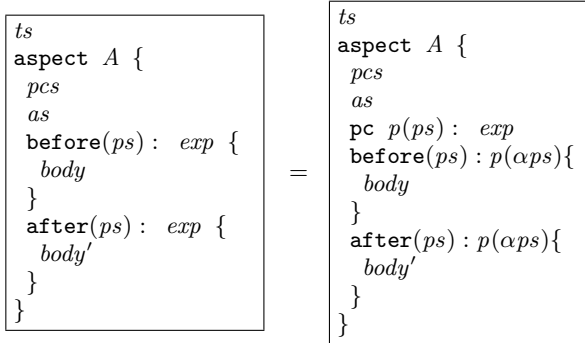 ts
aspect A {
pcs
as
before(ps): exp {
body
}
after(ps): exp {
body′
}
}
=
ts
aspect A {
pcs
as
pc p(ps): exp
before(ps): p(αps){
body
}
after(ps): p(αps){
body′
}
}